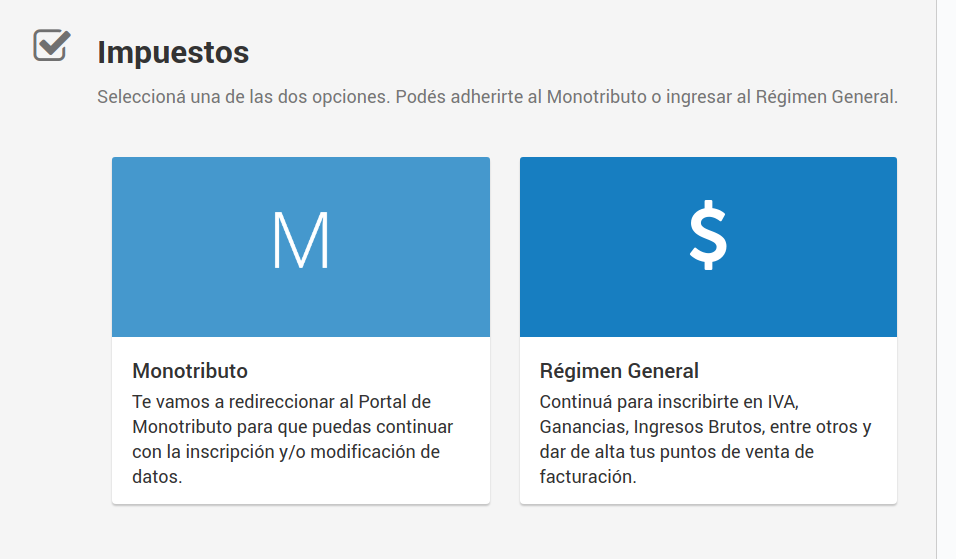 Impuestos
Seleccioná una de las dos opciones. Podés adherirte al Monotributo o ingresar al Régimen General.
M
Monotributo
Te vamos a redireccionar al Portal de
Monotributo para que puedas continuar
con la inscripción y/o modificación de
datos.
$
Régimen General
Continuá para inscribirte en IVA,
Ganancias, Ingresos Brutos, entre otros y
dar de alta tus puntos de venta de
facturación.